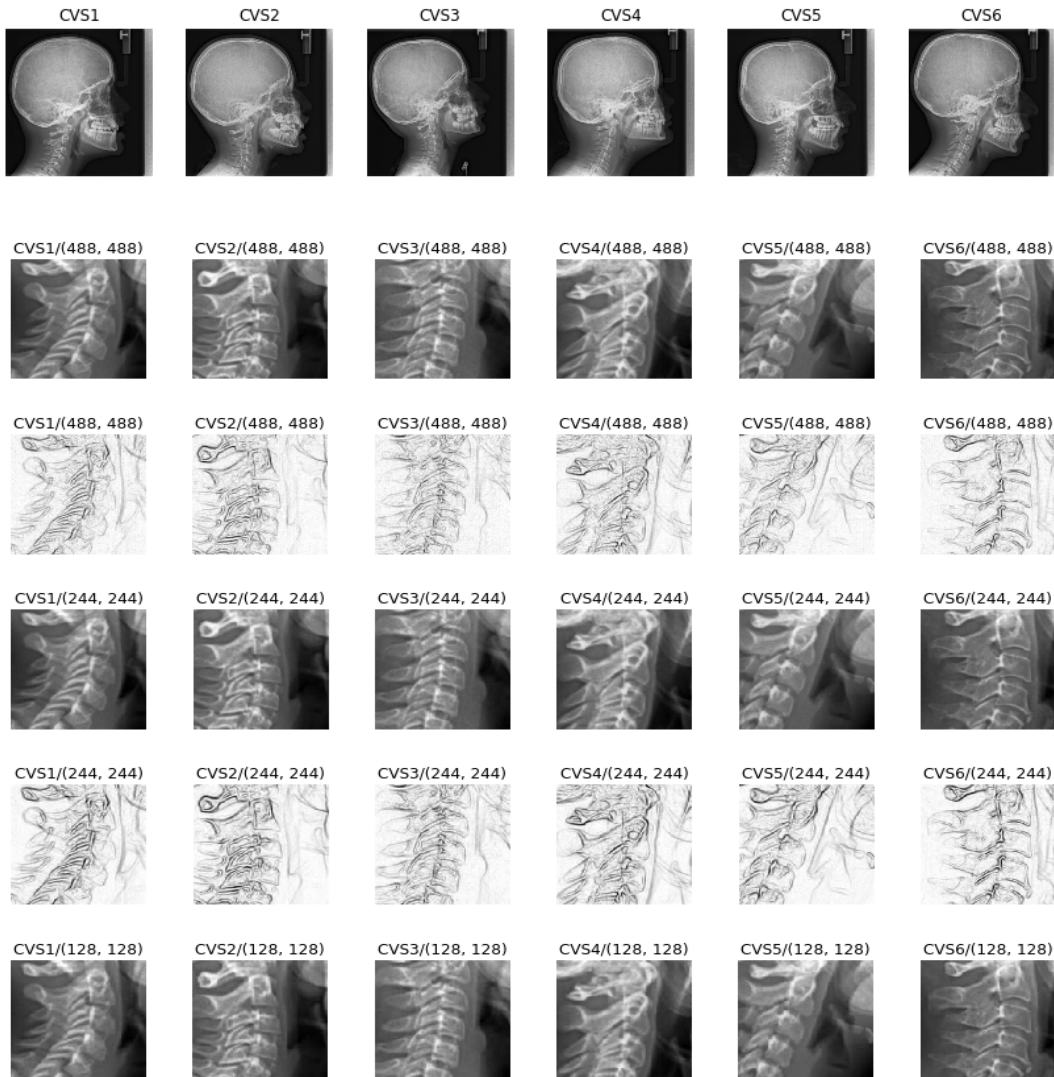 CVS1 CVS2 CVS3 CVS4 CVS5 CVS6
CVS1/(488, 488) CVS2/(488, 488) CVS3/(488, 488) CVS4/(488, 488) CVS5/(488, 488) CVS6/(488, 488)
CVS1/(488, 488) CVS2/(488, 488) CVS3/(488, 488) CVS4/(488, 488) CVS5/(488, 488) CVS6/(488, 488)
CVS1/(244, 244) CVS2/(244, 244) CVS3/(244, 244) CVS4/(244, 244) CVS5/(244, 244) CVS6/(244, 244)
CVS1/(244, 244) CVS2/(244, 244) CVS3/(244, 244) CVS4/(244, 244) CVS5/(244, 244) CVS6/(244, 244)
CVS1/(128, 128) CVS2/(128, 128) CVS3/(128, 128) CVS4/(128, 128) CVS5/(128, 128) CVS6/(128, 128)